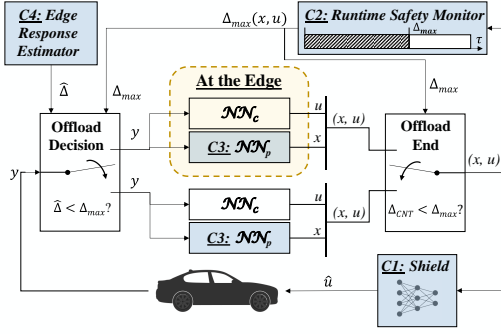 C4: Edge
Response
Estimator
Δmax(x, u)
C2: Runtime Safety Monitor
Δmax
τ
Δ̂
Δmax
At the Edge
Δmax
Offload
Decision
y
𝒩𝒩c
u
(x, u)
C3: 𝒩𝒩p
x
Offload
End
y
(x, u)
y
Δ̂ < Δmax?
𝒩𝒩c
u
(x, u)
C3: 𝒩𝒩p
x
ΔCNT < Δmax?
û
C1: Shield